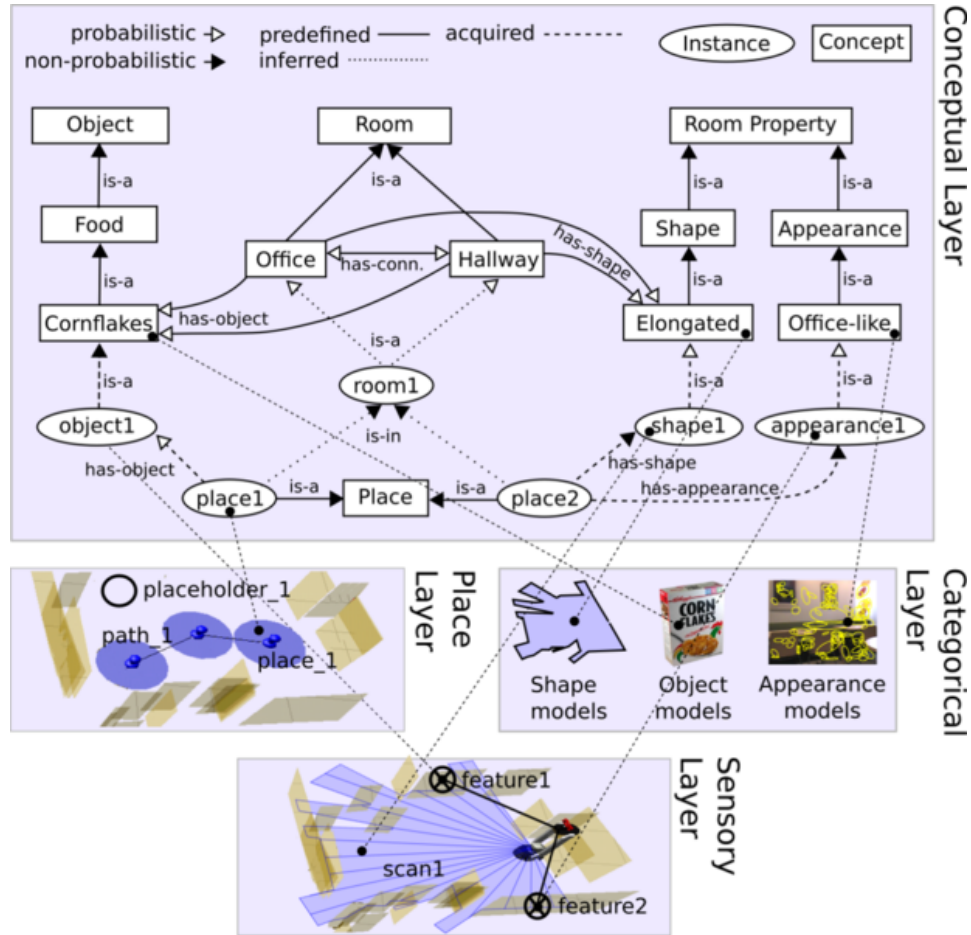 probabilistic
non-probabilistic
predefined
inferred
acquired
Instance
Concept
Conceptual Layer
Object
Room
Room Property
is-a
is-a
is-a
is-a
Food
Office
has-conn.
Hallway
has-shape
Shape
Appearance
is-a
is-a
is-a
Cornflakes
has-object
Elongated
Office-like
is-a
is-a
is-a
is-a
object1
room1
shape1
appearance1
has-object
is-in
has-shape
place1
is-a
Place
is-a
place2
has-appearance
placeholder_1
path_1
place_1
Place
Layer
CORN
FLAKES
Shape
models
Object
models
Appearance
models
Categorical
Layer
feature1
scan1
feature2
Sensory
Layer